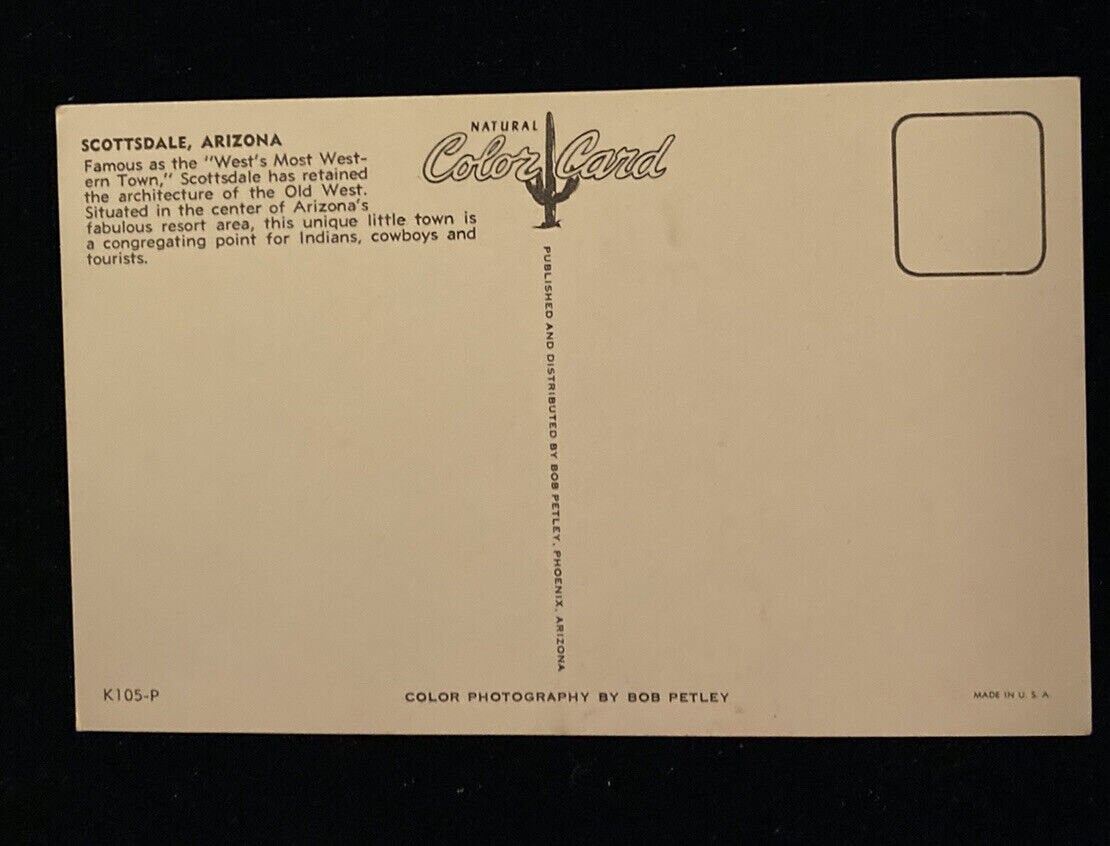 SCOTTSDALE, ARIZONA
Famous as the "West's Most West-
ern Town," Scottsdale has retained
the architecture of the Old West.
Situated in the center of Arizona's
fabulous resort area, this unique little town is
a congregating point for Indians, cowboys and
tourists.
NATURAL
Color Card
PUBLISHED AND DISTRIBUTED BY BOB PETLEY, PHOENIX, ARIZONA
K105-P
COLOR PHOTOGRAPHY BY BOB PETLEY
MADE IN U. S. A.